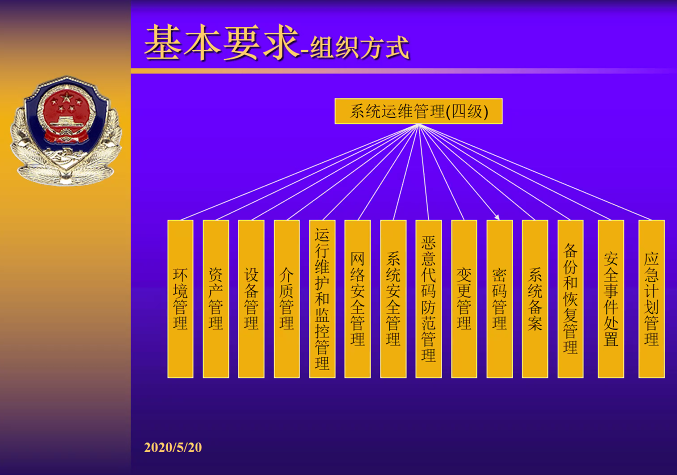 基本要求-组织方式
系统运维管理(四级)
环境管理
资产管理
设备管理
介质管理
运行维护和监控管理
网络安全管理
系统安全管理
恶意代码防范管理
变更管理
密码管理
系统备案
备份和恢复管理
安全事件处置
应急计划管理
2020/5/20